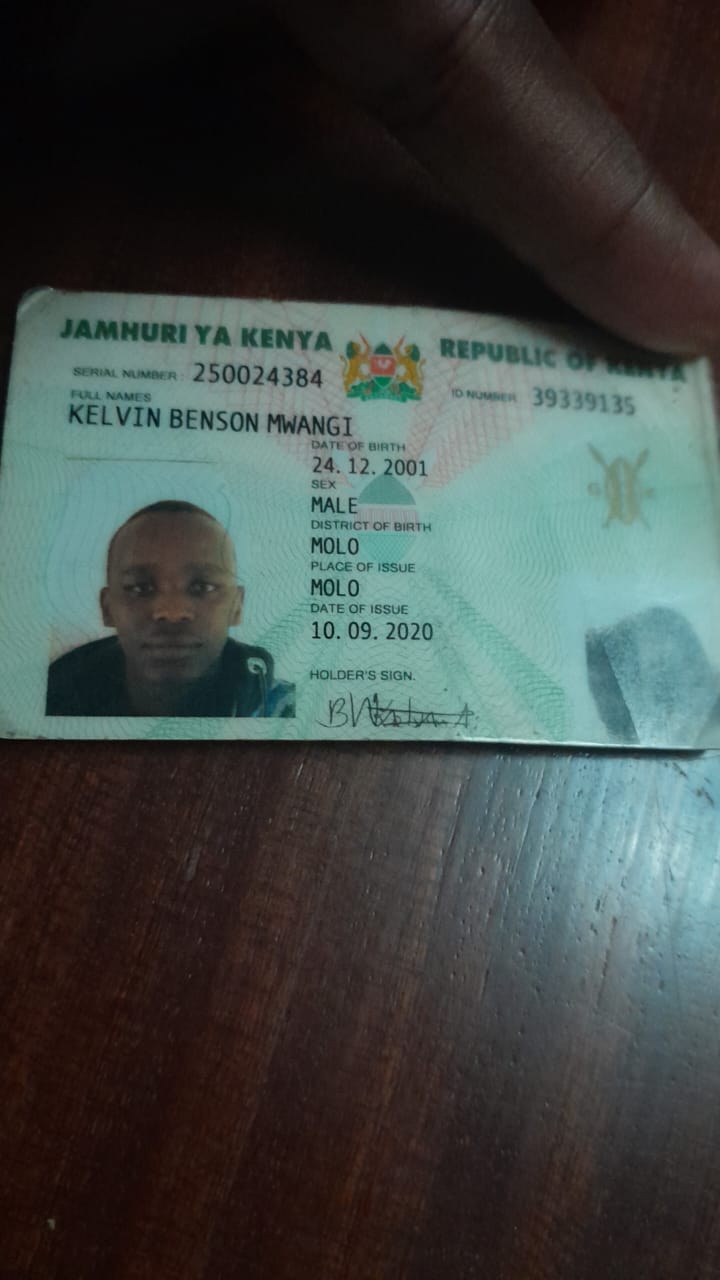 JAMHURI YA KENYA
REPUBLIC OF KENYA
SERIAL NUMBER: 250024384
ID NUMBER 39339135
FULL NAMES
KELVIN BENSON MWANGI
DATE OF BIRTH
24. 12. 2001
SEX
MALE
DISTRICT OF BIRTH
MOLO
PLACE OF ISSUE
MOLO
DATE OF ISSUE
10. 09. 2020
HOLDER'S SIGN.